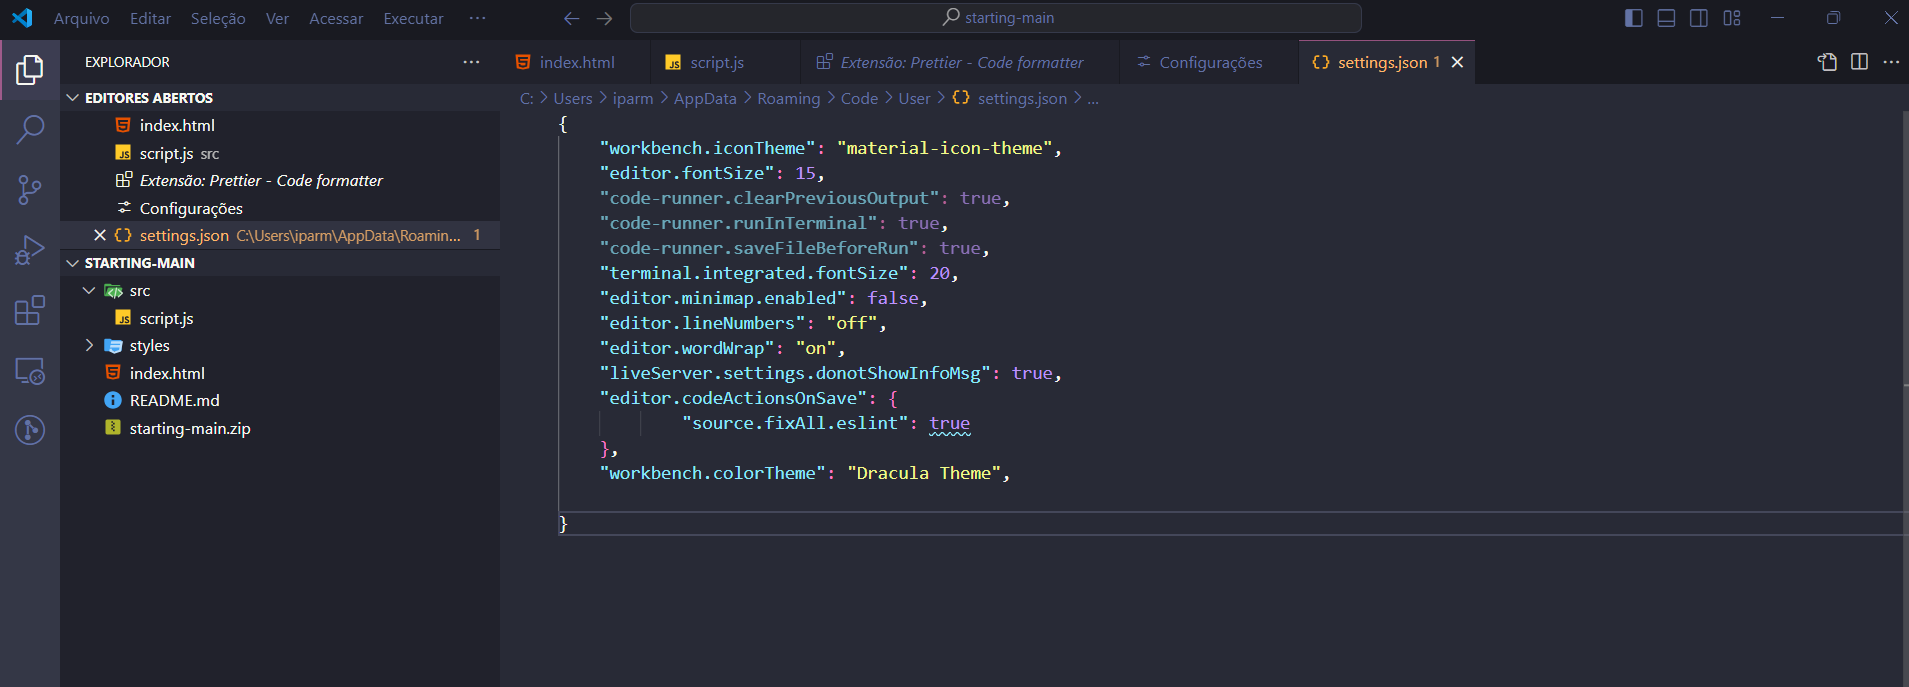 Arquivo Editar Seleção Ver Acessar Executar ··· starting-main
EXPLORADOR ···
EDITORES ABERTOS
index.html
script.js src
Extensão: Prettier - Code formatter
Configurações
settings.json C:\Users\iparm\AppData\Roamin... 1
STARTING-MAIN
src
script.js
styles
index.html
README.md
starting-main.zip
index.html script.js Extensão: Prettier - Code formatter Configurações {} settings.json 1
C: > Users > iparm > AppData > Roaming > Code > User > {} settings.json > ...
{
"workbench.iconTheme": "material-icon-theme",
"editor.fontSize": 15,
"code-runner.clearPreviousOutput": true,
"code-runner.runInTerminal": true,
"code-runner.saveFileBeforeRun": true,
"terminal.integrated.fontSize": 20,
"editor.minimap.enabled": false,
"editor.lineNumbers": "off",
"editor.wordWrap": "on",
"liveServer.settings.donotShowInfoMsg": true,
"editor.codeActionsOnSave": {
"source.fixAll.eslint": true
},
"workbench.colorTheme": "Dracula Theme",
}